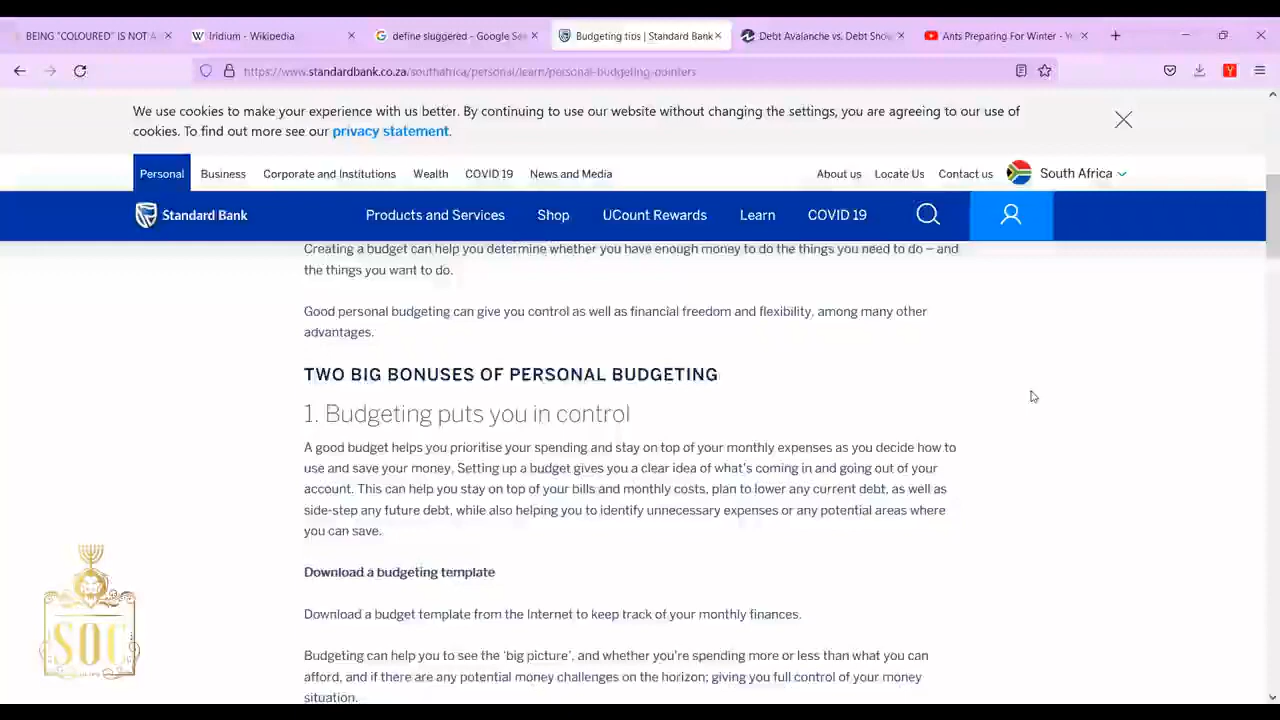 BEING "COLOURED" IS NOT A
Iridium - Wikipedia
define sluggered - Google Sea
Budgeting tips | Standard Bank
Debt Avalanche vs. Debt Snow
Ants Preparing For Winter - Y
https://www.standardbank.co.za/southafrica/personal/learn/personal-budgeting-pointers
We use cookies to make your experience with us better. By continuing to use our website without changing the settings, you are agreeing to our use of
cookies. To find out more see our privacy statement.
Personal Business Corporate and Institutions Wealth COVID 19 News and Media About us Locate Us Contact us South Africa
Standard Bank Products and Services Shop UCount Rewards Learn COVID 19
Creating a budget can help you determine whether you have enough money to do the things you need to do – and
the things you want to do.
Good personal budgeting can give you control as well as financial freedom and flexibility, among many other
advantages.
TWO BIG BONUSES OF PERSONAL BUDGETING
1. Budgeting puts you in control
A good budget helps you prioritise your spending and stay on top of your monthly expenses as you decide how to
use and save your money. Setting up a budget gives you a clear idea of what's coming in and going out of your
account. This can help you stay on top of your bills and monthly costs, plan to lower any current debt, as well as
side-step any future debt, while also helping you to identify unnecessary expenses or any potential areas where
you can save.
Download a budgeting template
Download a budget template from the Internet to keep track of your monthly finances.
Budgeting can help you to see the 'big picture', and whether you're spending more or less than what you can
afford, and if there are any potential money challenges on the horizon; giving you full control of your money
situation.
SOC